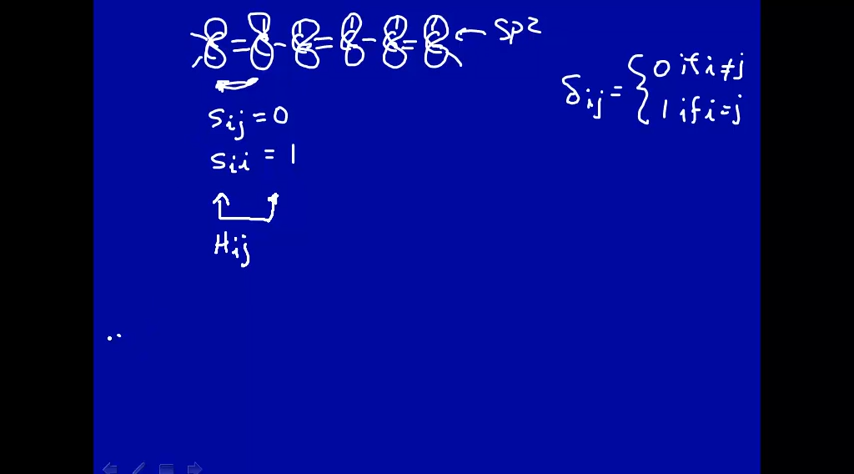 C = C - C = C - C = C ← sp2
δij = { 0 if i ≠ j
1 if i = j
Sij = 0
Sii = 1
Hij